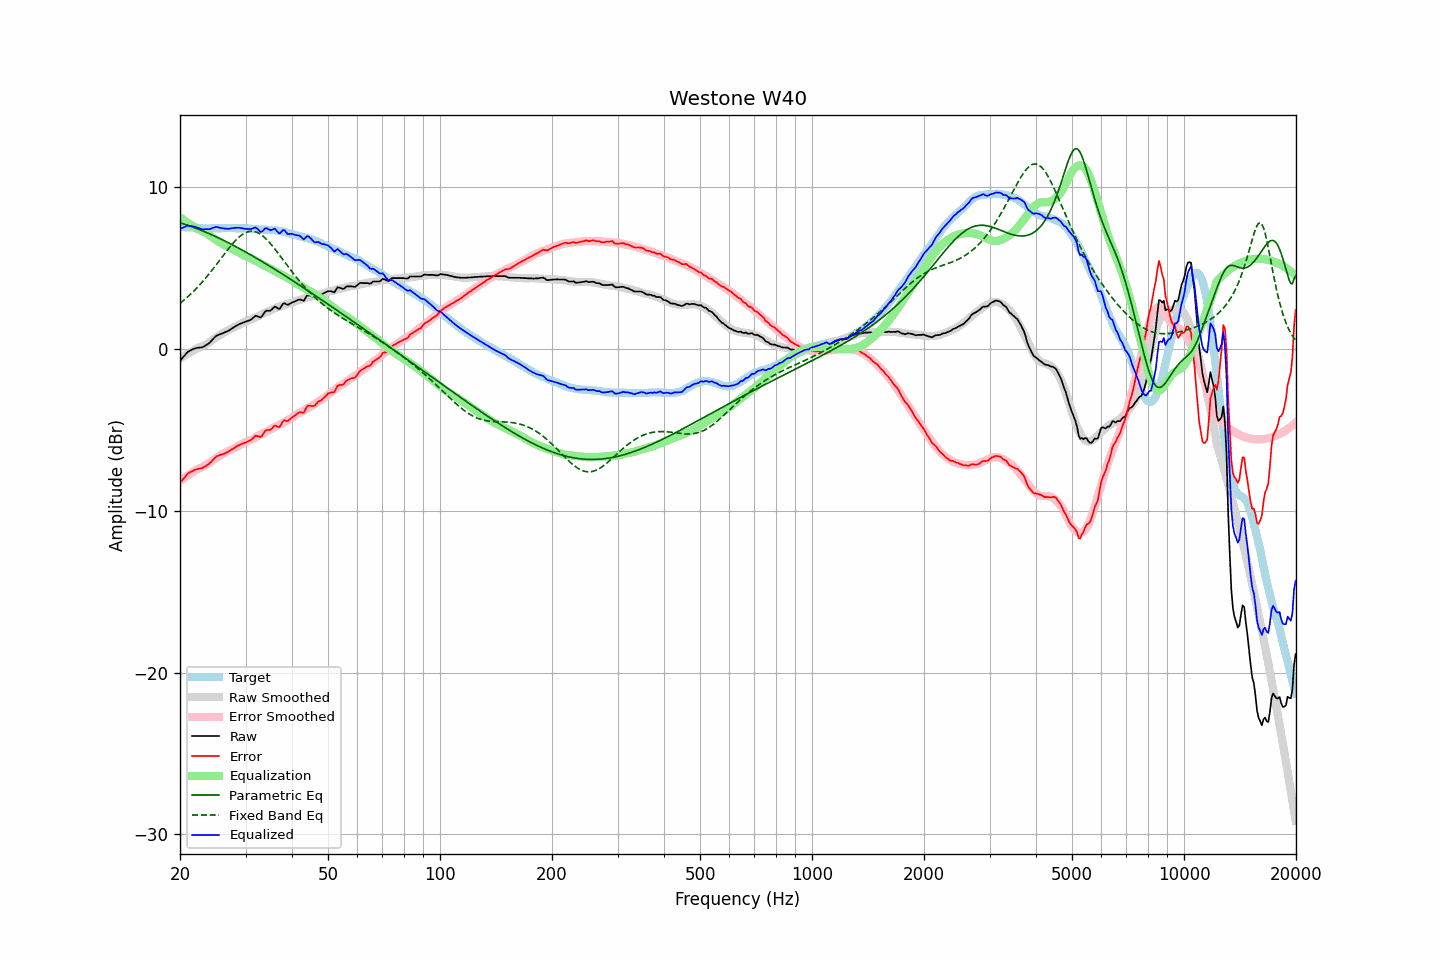 Westone W40
Amplitude (dBr)
10
0
−10
−20
−30
Target
Raw Smoothed
Error Smoothed
Raw
Error
Equalization
Parametric Eq
Fixed Band Eq
Equalized
20 50 100 200 500 1000 2000 5000 10000 20000
Frequency (Hz)